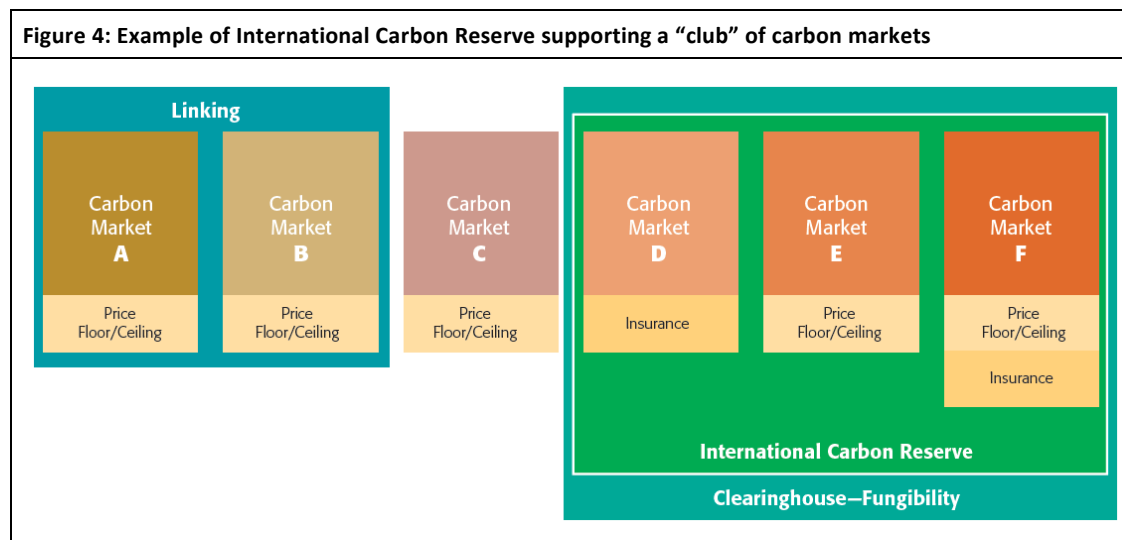 Figure 4: Example of International Carbon Reserve supporting a “club” of carbon markets
Linking
Carbon
Market
A
Price
Floor/Ceiling
Carbon
Market
B
Price
Floor/Ceiling
Carbon
Market
C
Price
Floor/Ceiling
Carbon
Market
D
Insurance
Carbon
Market
E
Price
Floor/Ceiling
Carbon
Market
F
Price
Floor/Ceiling
Insurance
International Carbon Reserve
Clearinghouse—Fungibility